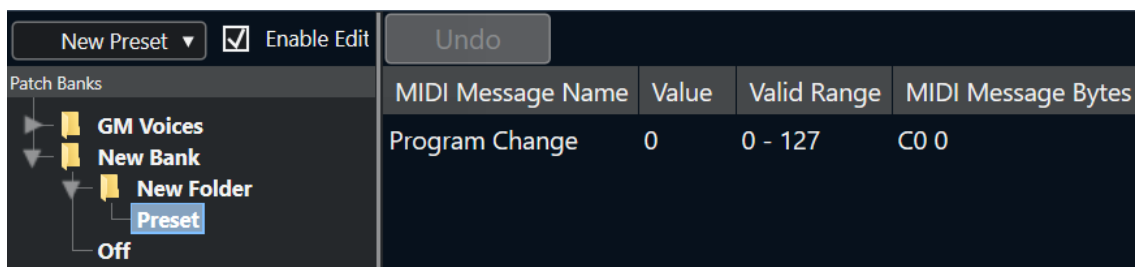 New Preset ▼ Enable Edit Undo
Patch Banks
MIDI Message Name Value Valid Range MIDI Message Bytes
GM Voices
Program Change 0 0 - 127 C0 0
New Bank
New Folder
Preset
Off